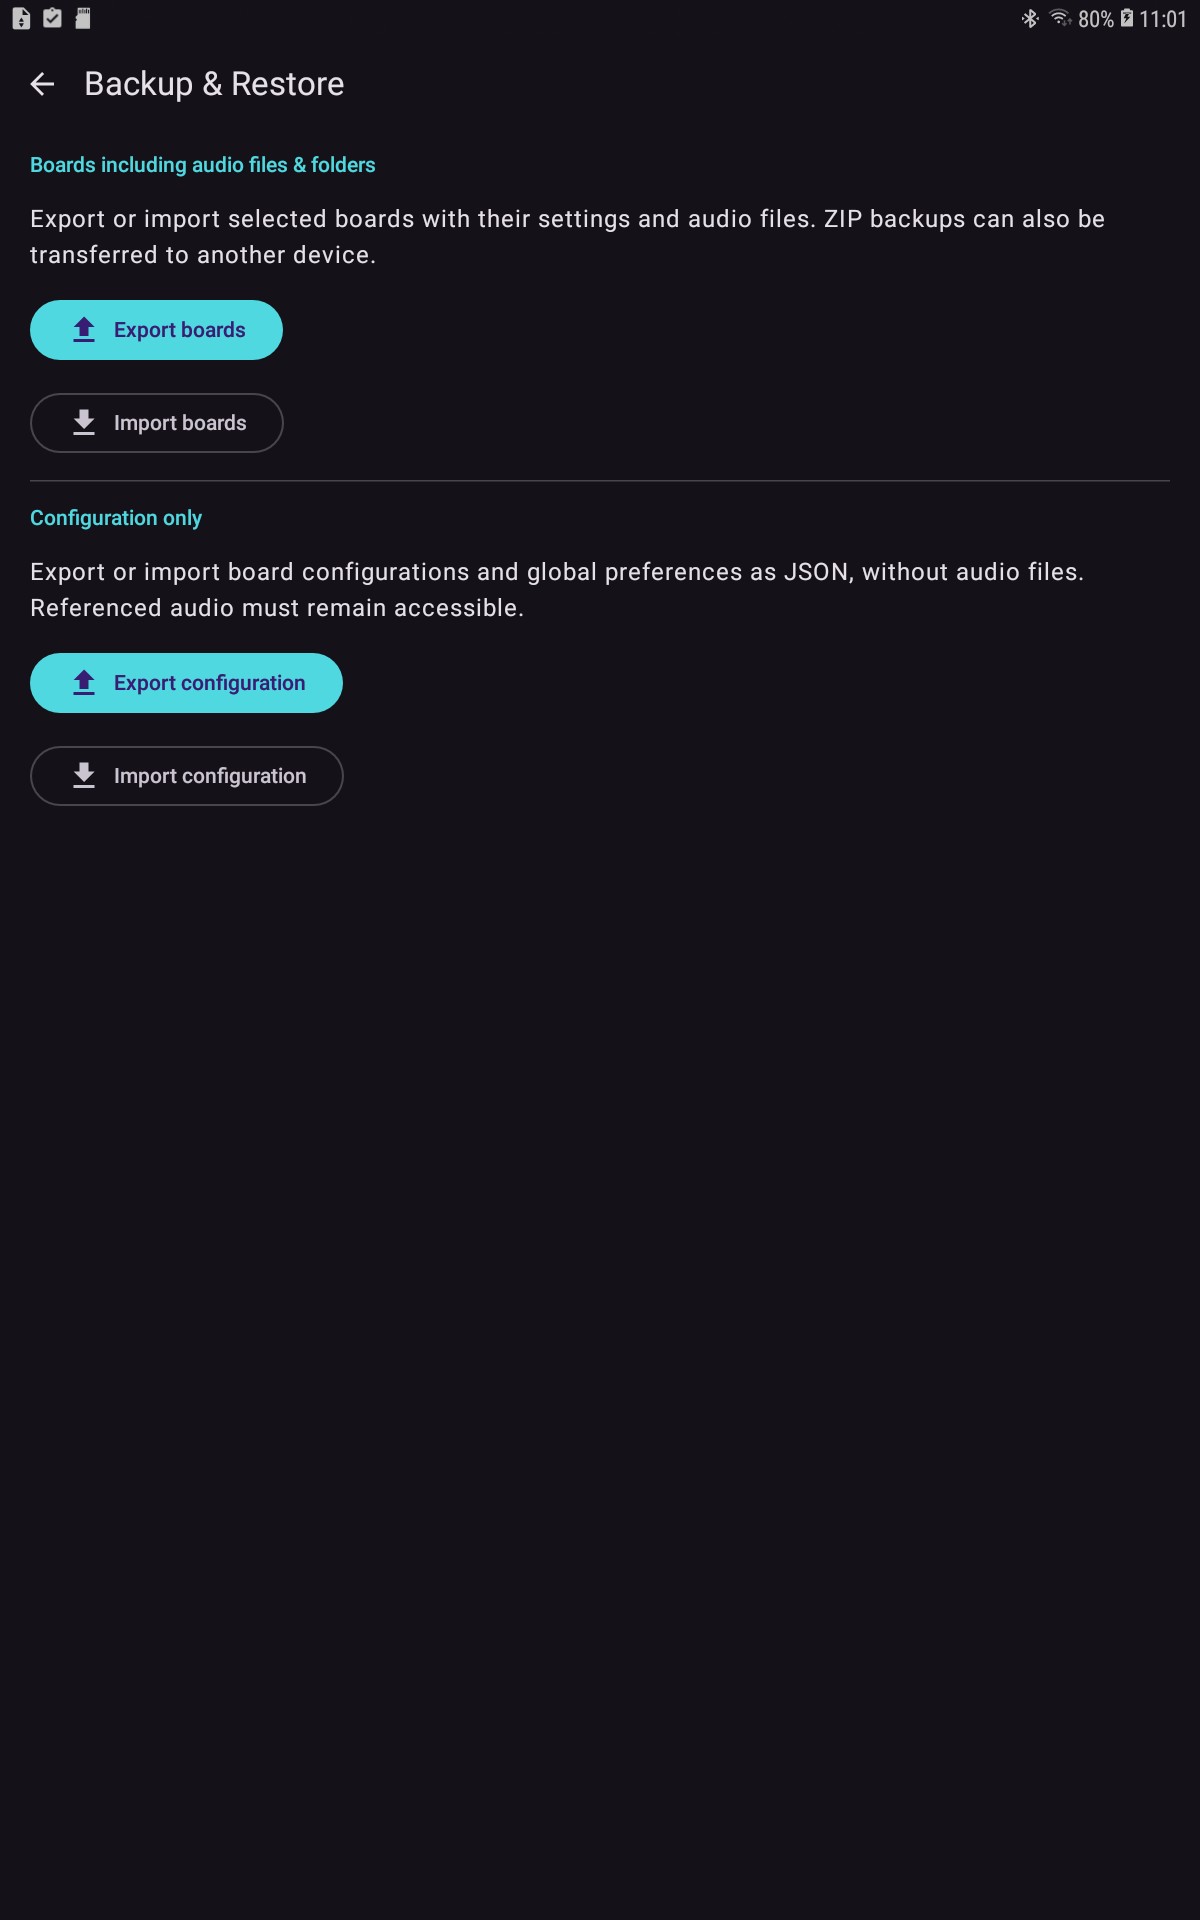 80% 11:01
Backup & Restore
Boards including audio files & folders
Export or import selected boards with their settings and audio files. ZIP backups can also be
transferred to another device.
Export boards
Import boards
Configuration only
Export or import board configurations and global preferences as JSON, without audio files.
Referenced audio must remain accessible.
Export configuration
Import configuration